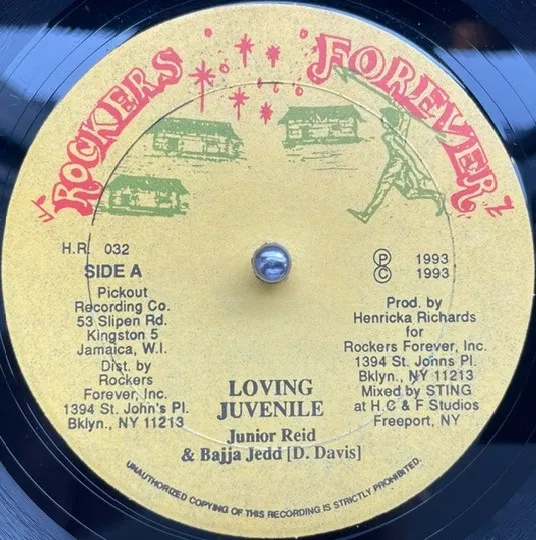 "ROCKERS FOREVER"
H.R. 032
SIDE A
Pickout
Recording Co.
53 Slipen Rd.
Kingston 5
Jamaica, W.I.
Dist. by
Rockers
Forever, Inc.
1394 St. John's Pl.
Bklyn., NY 11213
Ⓟ 1993
© 1993
Prod. by
Henricka Richards
for
Rockers Forever, Inc.
1394 St. Johns Pl.
Bklyn., NY 11213
Mixed by STING
at H.C & F Studios
Freeport, NY
LOVING
JUVENILE
Junior Reid
& Bajja Jedd [D. Davis]
UNAUTHORIZED COPYING OF THIS RECORDING IS STRICTLY PROHIBITED.